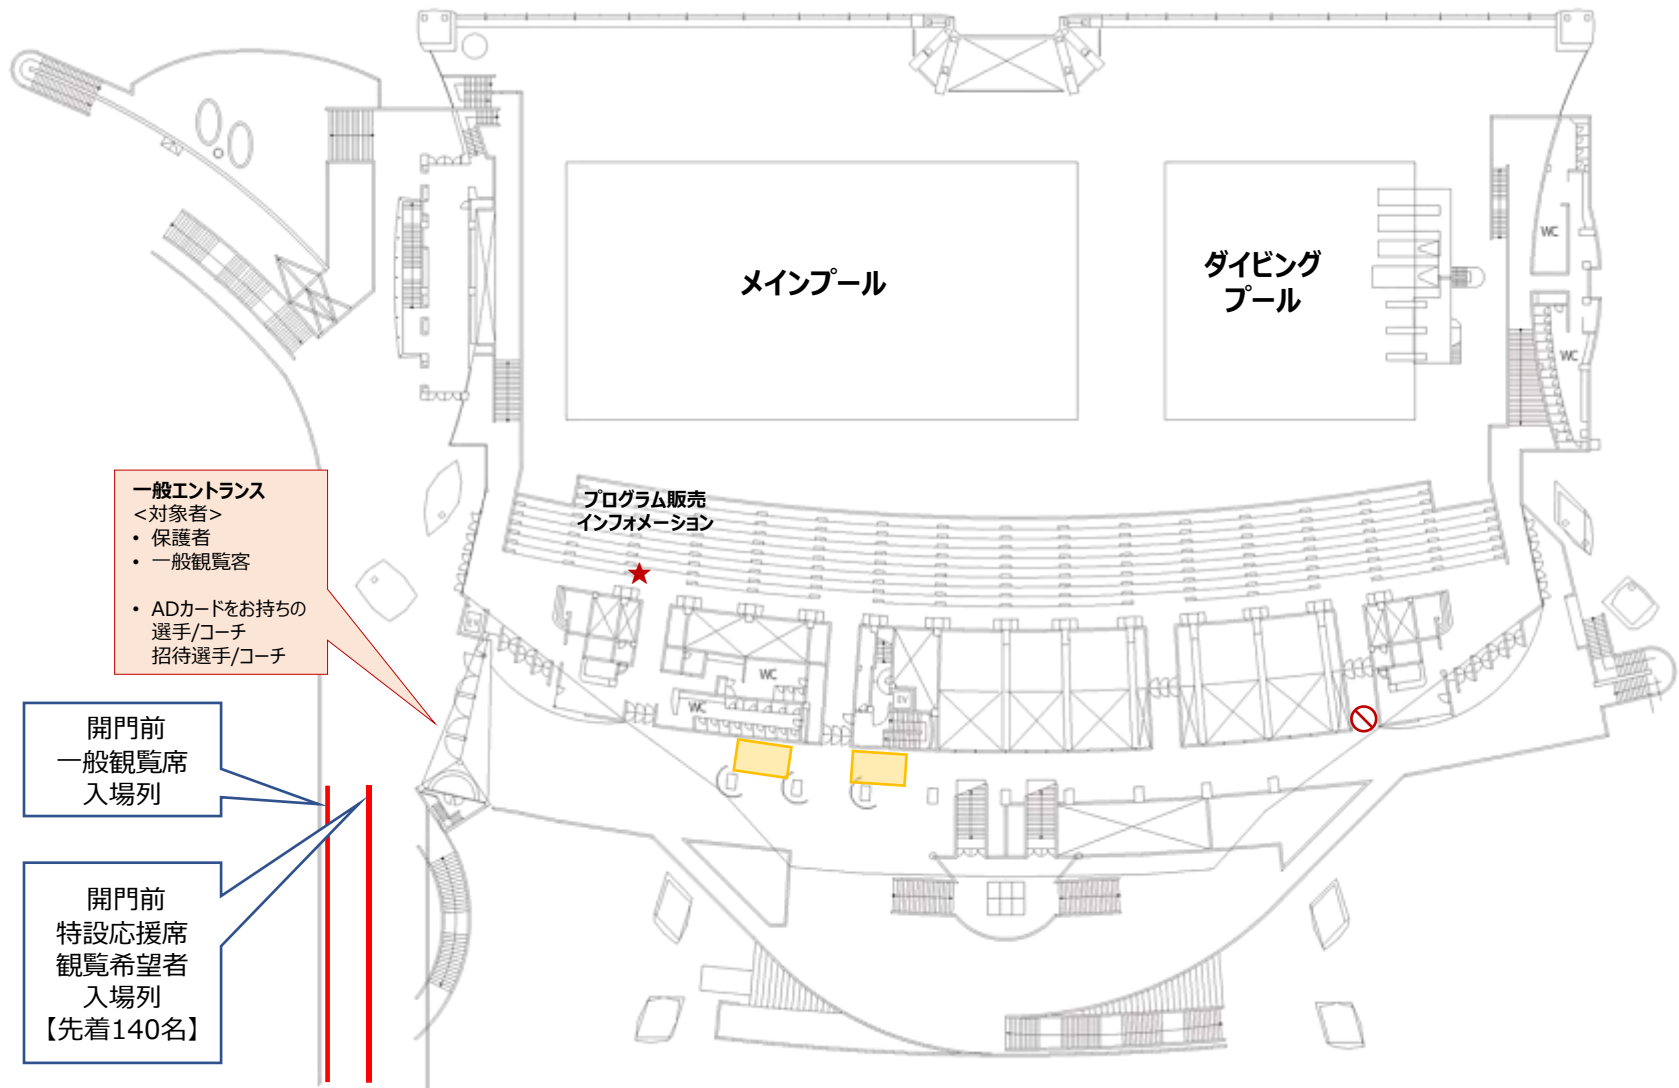 メインプール
ダイビング
プール
WC
WC
プログラム販売
インフォメーション
一般エントランス
<対象者>
• 保護者
• 一般観覧客
• ADカードをお持ちの
選手/コーチ
招待選手/コーチ
WC
WC
EV
開門前
一般観覧席
入場列
開門前
特設応援席
観覧希望者
入場列
【先着140名】